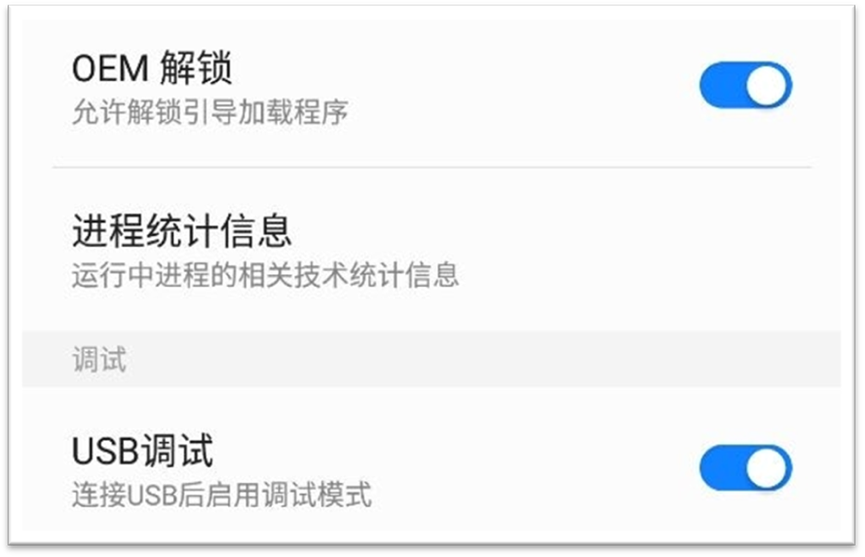 OEM 解锁
允许解锁引导加载程序
进程统计信息
运行中进程的相关技术统计信息
调试
USB调试
连接USB后启用调试模式